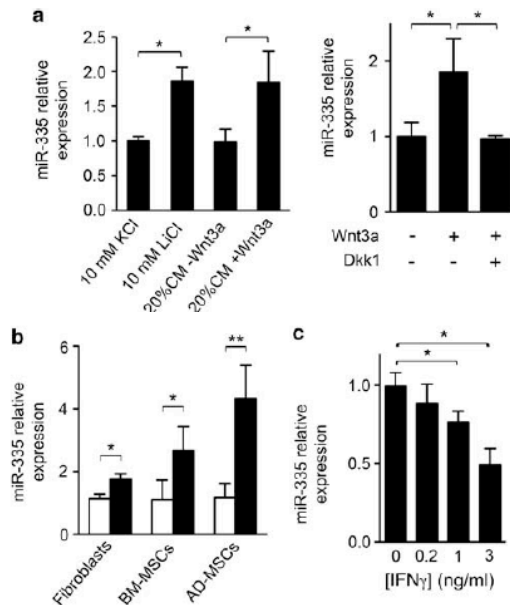 a
miR-335 relative
expression
2.5
2.0
1.5
1.0
0.5
0.0
*
*
10 mM KCl
10 mM LiCl
20%CM -Wnt3a
20%CM +Wnt3a
miR-335 relative
expression
2
1
0
*
*
Wnt3a - + +
Dkk1 - - +
b
miR-335 relative
expression
6
4
2
0
*
*
**
Fibroblasts
BM-MSCs
AD-MSCs
c
miR-335 relative
expression
1.0
0.5
0.0
*
*
0 0.2 1 3
[IFNγ] (ng/ml)